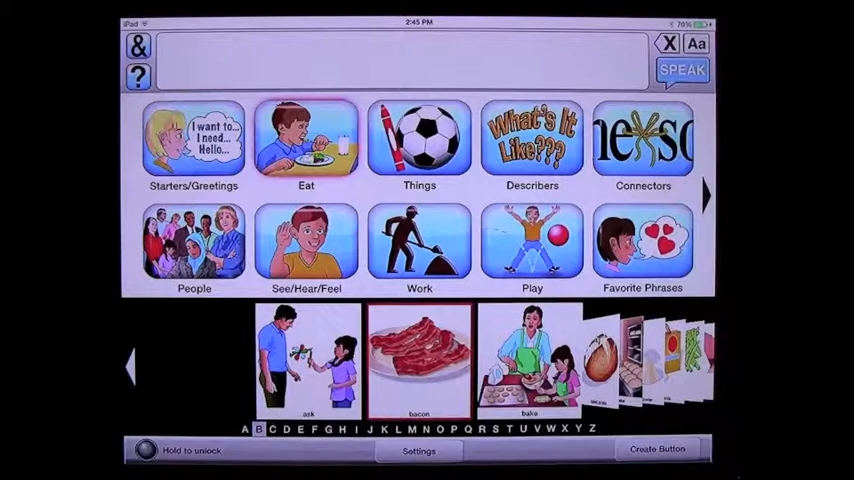 iPad
2:45 PM
70%
&
X
Aa
?
SPEAK
I want to...
I need...
Hello...
What's It
Like???
Starters/Greetings
Eat
Things
Describers
Connectors
People
See/Hear/Feel
Work
Play
Favorite Phrases
ask
bacon
bake
A B C D E F G H I J K L M N O P Q R S T U V W X Y Z
Hold to unlock
Settings
Create Button